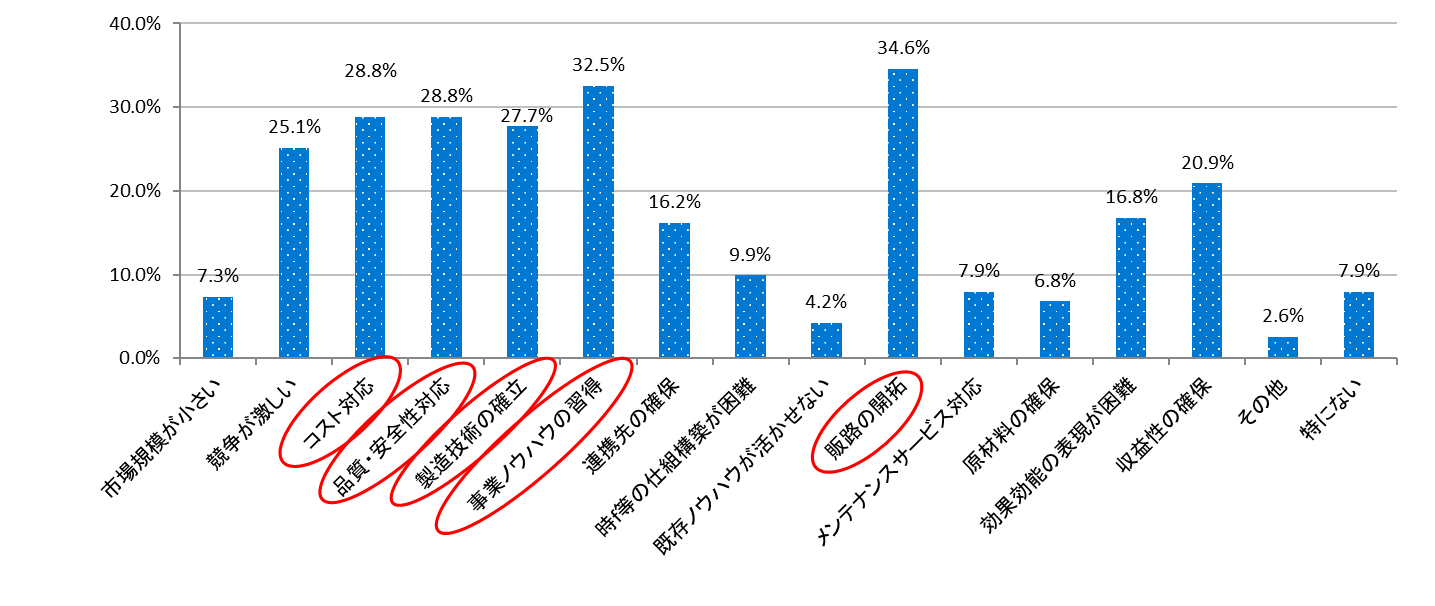 40.0%
30.0%
20.0%
10.0%
0.0%
7.3%
25.1%
28.8%
28.8%
27.7%
32.5%
16.2%
9.9%
4.2%
34.6%
7.9%
6.8%
16.8%
20.9%
2.6%
7.9%
市場規模が小さい
競争が激しい
コスト対応
品質・安全性対応
製造技術の確立
事業ノウハウの習得
連携先の確保
時f等の仕組構築が困難
既存ノウハウが活かせない
販路の開拓
メンテナンスサービス対応
原材料の確保
効果効能の表現が困難
収益性の確保
その他
特にない